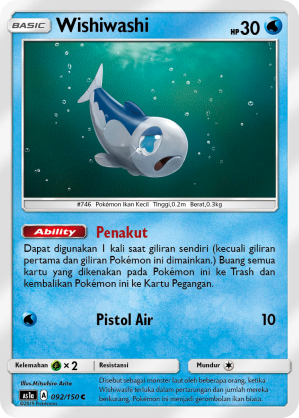 BASIC Wishiwashi HP 30
#746 Pokémon Ikan Kecil Tinggi,0.2m Berat,0.3kg
Ability Penakut
Dapat digunakan 1 kali saat giliran sendiri (kecuali giliran
pertama dan giliran Pokémon ini dimainkan.) Buang semua
kartu yang dikenakan pada Pokémon ini ke Trash dan
kembalikan Pokémon ini ke Kartu Pegangan.
Pistol Air 10
Kelemahan × 2 Resistansi Mundur
Illus.Mitsuhiro Arita
AS1a A 092/150 C
©2019 Pokémon
Disebut sebagai monster laut oleh beberapa orang, ketika
Wishiwashi terluka dalam pertarungan dan jumlah mereka
berkurang. Pokémon ini menjadi gerombolan ikan biasa.